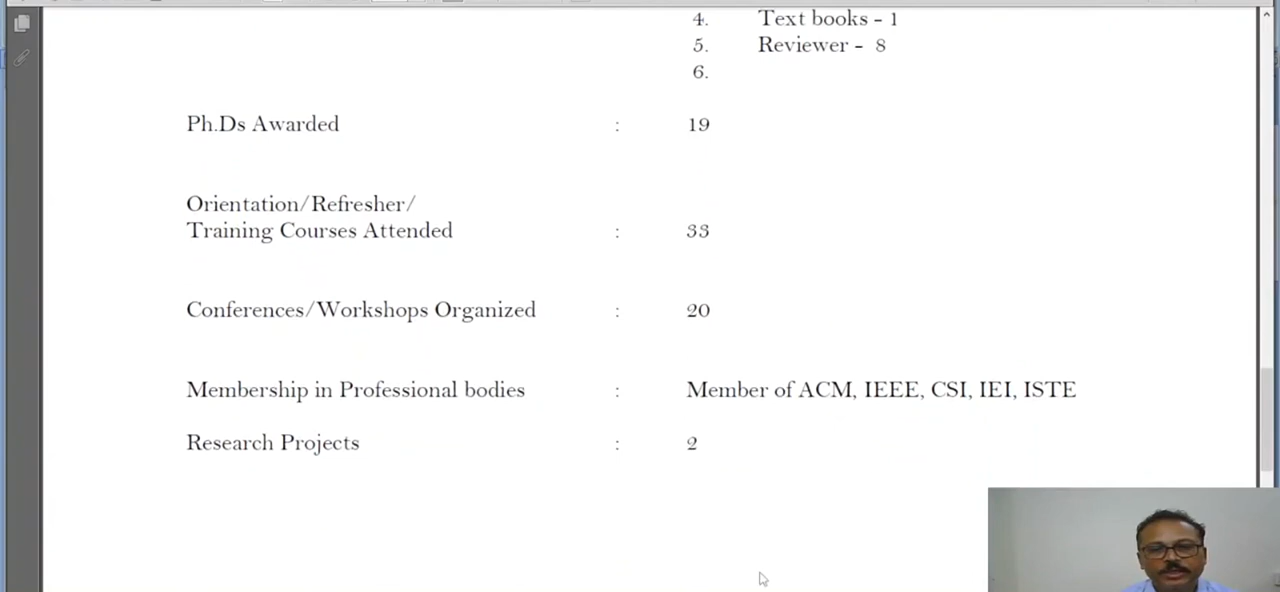 4. Text books - 1
5. Reviewer - 8
6.
Ph.Ds Awarded : 19
Orientation/Refresher/
Training Courses Attended : 33
Conferences/Workshops Organized : 20
Membership in Professional bodies : Member of ACM, IEEE, CSI, IEI, ISTE
Research Projects : 2